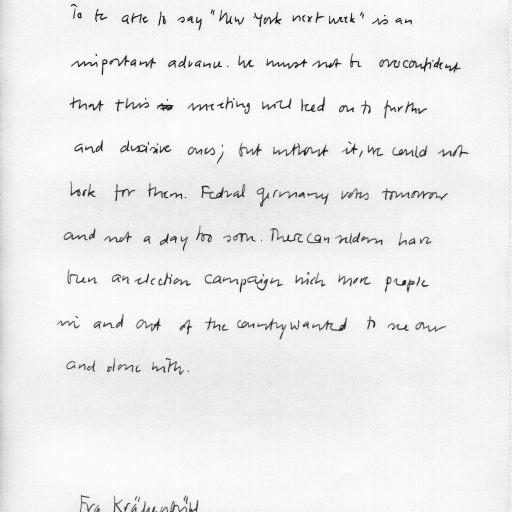 To be able to say "New York next week" is an
important advance. We must not be overconfident
that this meeting will lead on to further
and decisive ones; but without it, we could not
look for them. Fedral germany votes tomorrow
and not a day too soon. There can seldom have
been an election campaign wich more people
in and out of the country wanted to see over
and done with.
Eva Krähenbühl